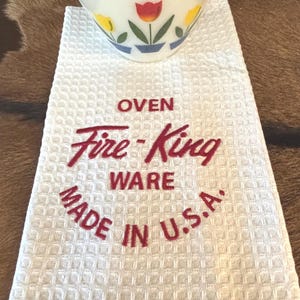 OVEN
Fire-King
WARE
MADE IN U.S.A.